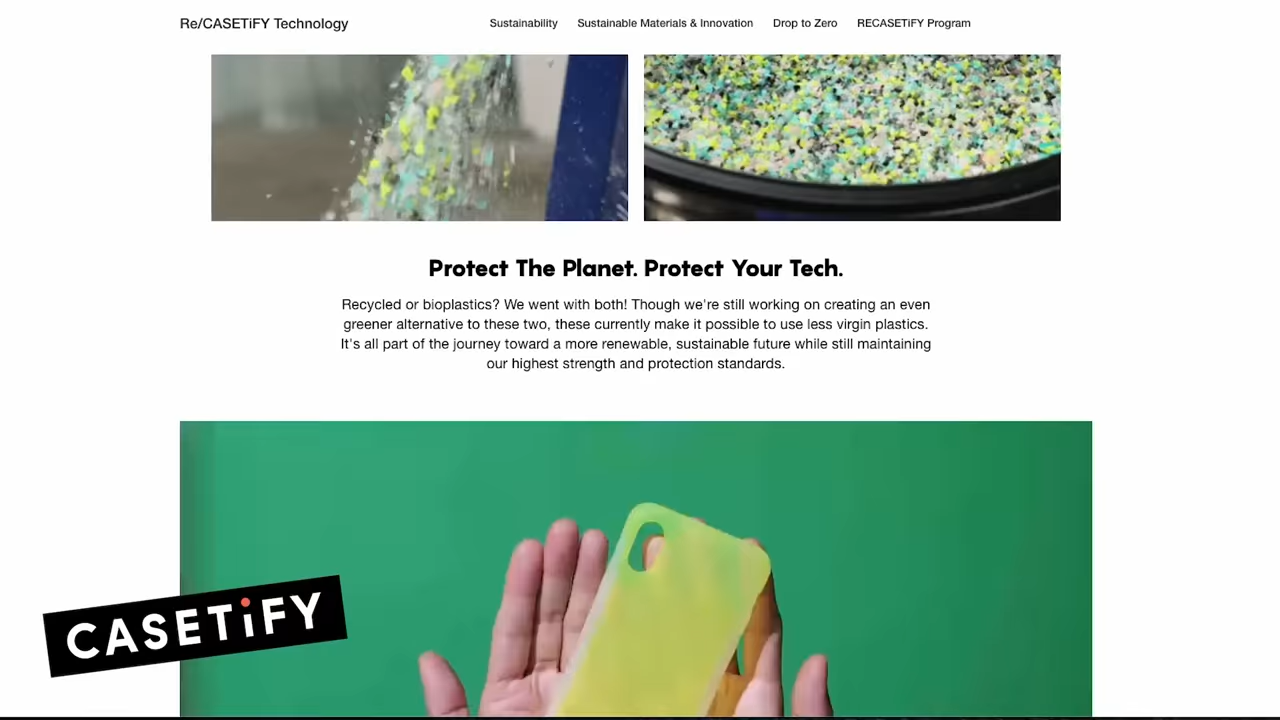 Re/CASETiFY Technology
Sustainability Sustainable Materials & Innovation Drop to Zero RECASETiFY Program
Protect The Planet. Protect Your Tech.
Recycled or bioplastics? We went with both! Though we're still working on creating an even
greener alternative to these two, these currently make it possible to use less virgin plastics.
It's all part of the journey toward a more renewable, sustainable future while still maintaining
our highest strength and protection standards.
CASETiFY